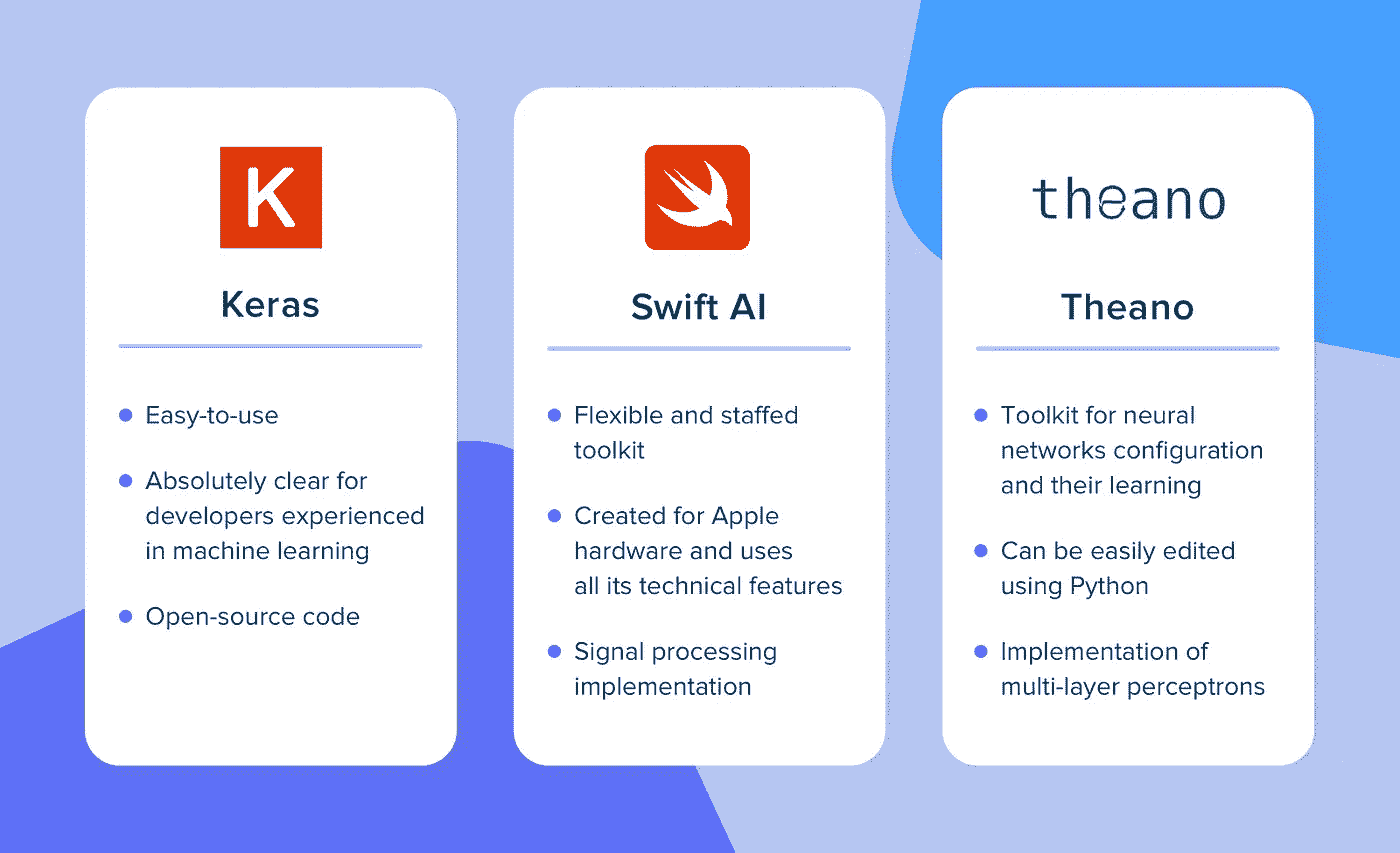 K
Keras
Easy-to-use
Absolutely clear for
developers experienced
in machine learning
Open-source code
Swift AI
Flexible and staffed
toolkit
Created for Apple
hardware and uses
all its technical features
Signal processing
implementation
theano
Theano
Toolkit for neural
networks configuration
and their learning
Can be easily edited
using Python
Implementation of
multi-layer perceptrons